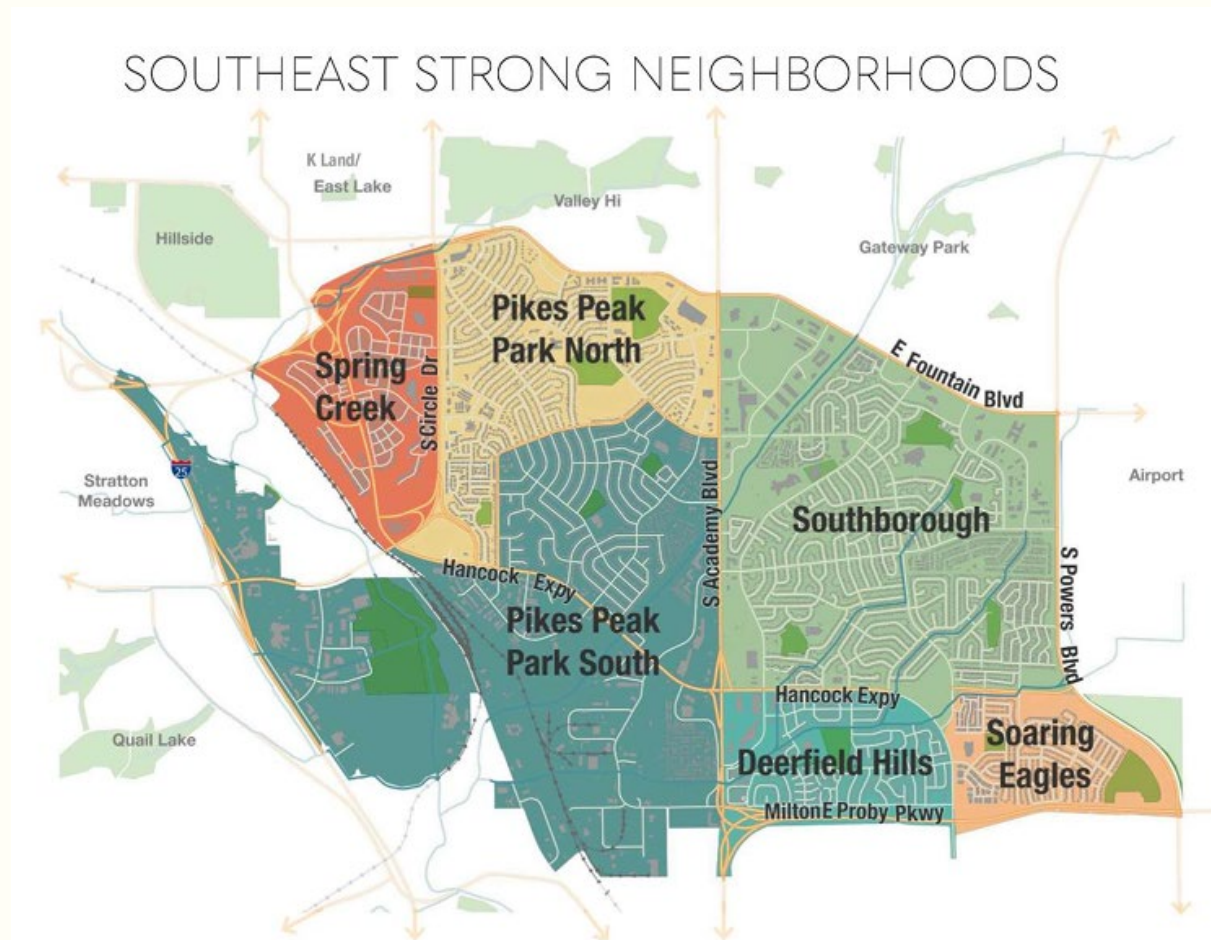 SOUTHEAST STRONG NEIGHBORHOODS
K Land/
East Lake
Valley Hi
Hillside
Gateway Park
Pikes Peak
Park North
Spring
Creek
S Circle Dr
E Fountain Blvd
Stratton
Meadows
25
Airport
S Academy Blvd
Southborough
Hancock Expy
S Powers Blvd
Pikes Peak
Park South
Hancock Expy
Quail Lake
Deerfield Hills
Soaring
Eagles
Milton E Proby Pkwy